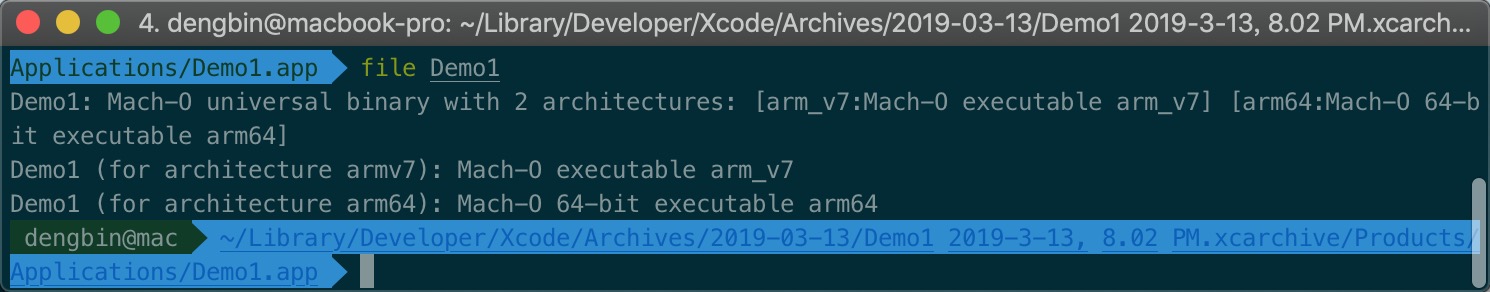 4. dengbin@macbook-pro: ~/Library/Developer/Xcode/Archives/2019-03-13/Demo1 2019-3-13, 8.02 PM.xcarch...
Applications/Demo1.app file Demo1
Demo1: Mach-O universal binary with 2 architectures: [arm_v7:Mach-O executable arm_v7] [arm64:Mach-O 64-b
it executable arm64]
Demo1 (for architecture armv7): Mach-O executable arm_v7
Demo1 (for architecture arm64): Mach-O 64-bit executable arm64
dengbin@mac ~/Library/Developer/Xcode/Archives/2019-03-13/Demo1 2019-3-13, 8.02 PM.xcarchive/Products/
Applications/Demo1.app